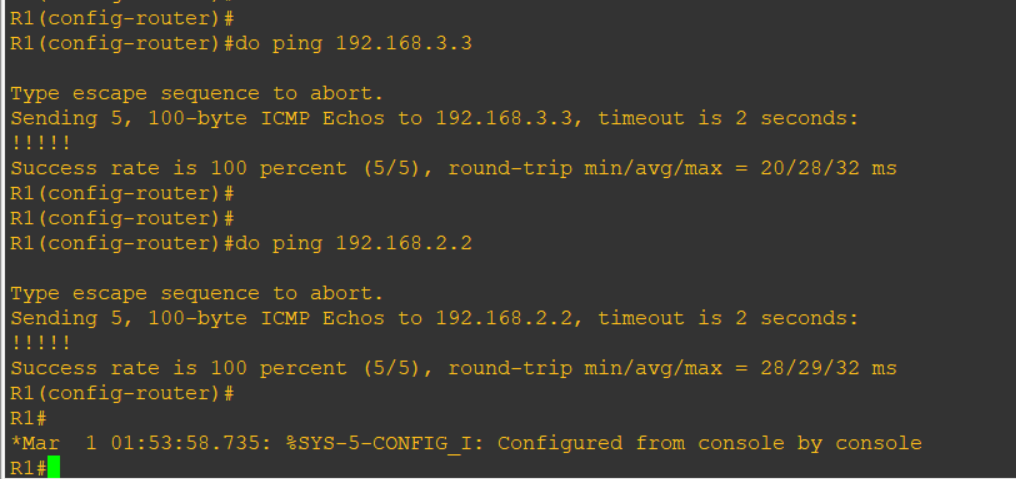 R1(config-router)#
R1(config-router)#do ping 192.168.3.3
Type escape sequence to abort.
Sending 5, 100-byte ICMP Echos to 192.168.3.3, timeout is 2 seconds:
!!!!!
Success rate is 100 percent (5/5), round-trip min/avg/max = 20/28/32 ms
R1(config-router)#
R1(config-router)#
R1(config-router)#do ping 192.168.2.2
Type escape sequence to abort.
Sending 5, 100-byte ICMP Echos to 192.168.2.2, timeout is 2 seconds:
!!!!!
Success rate is 100 percent (5/5), round-trip min/avg/max = 28/29/32 ms
R1(config-router)#
R1#
*Mar  1 01:53:58.735: %SYS-5-CONFIG_I: Configured from console by console
R1#